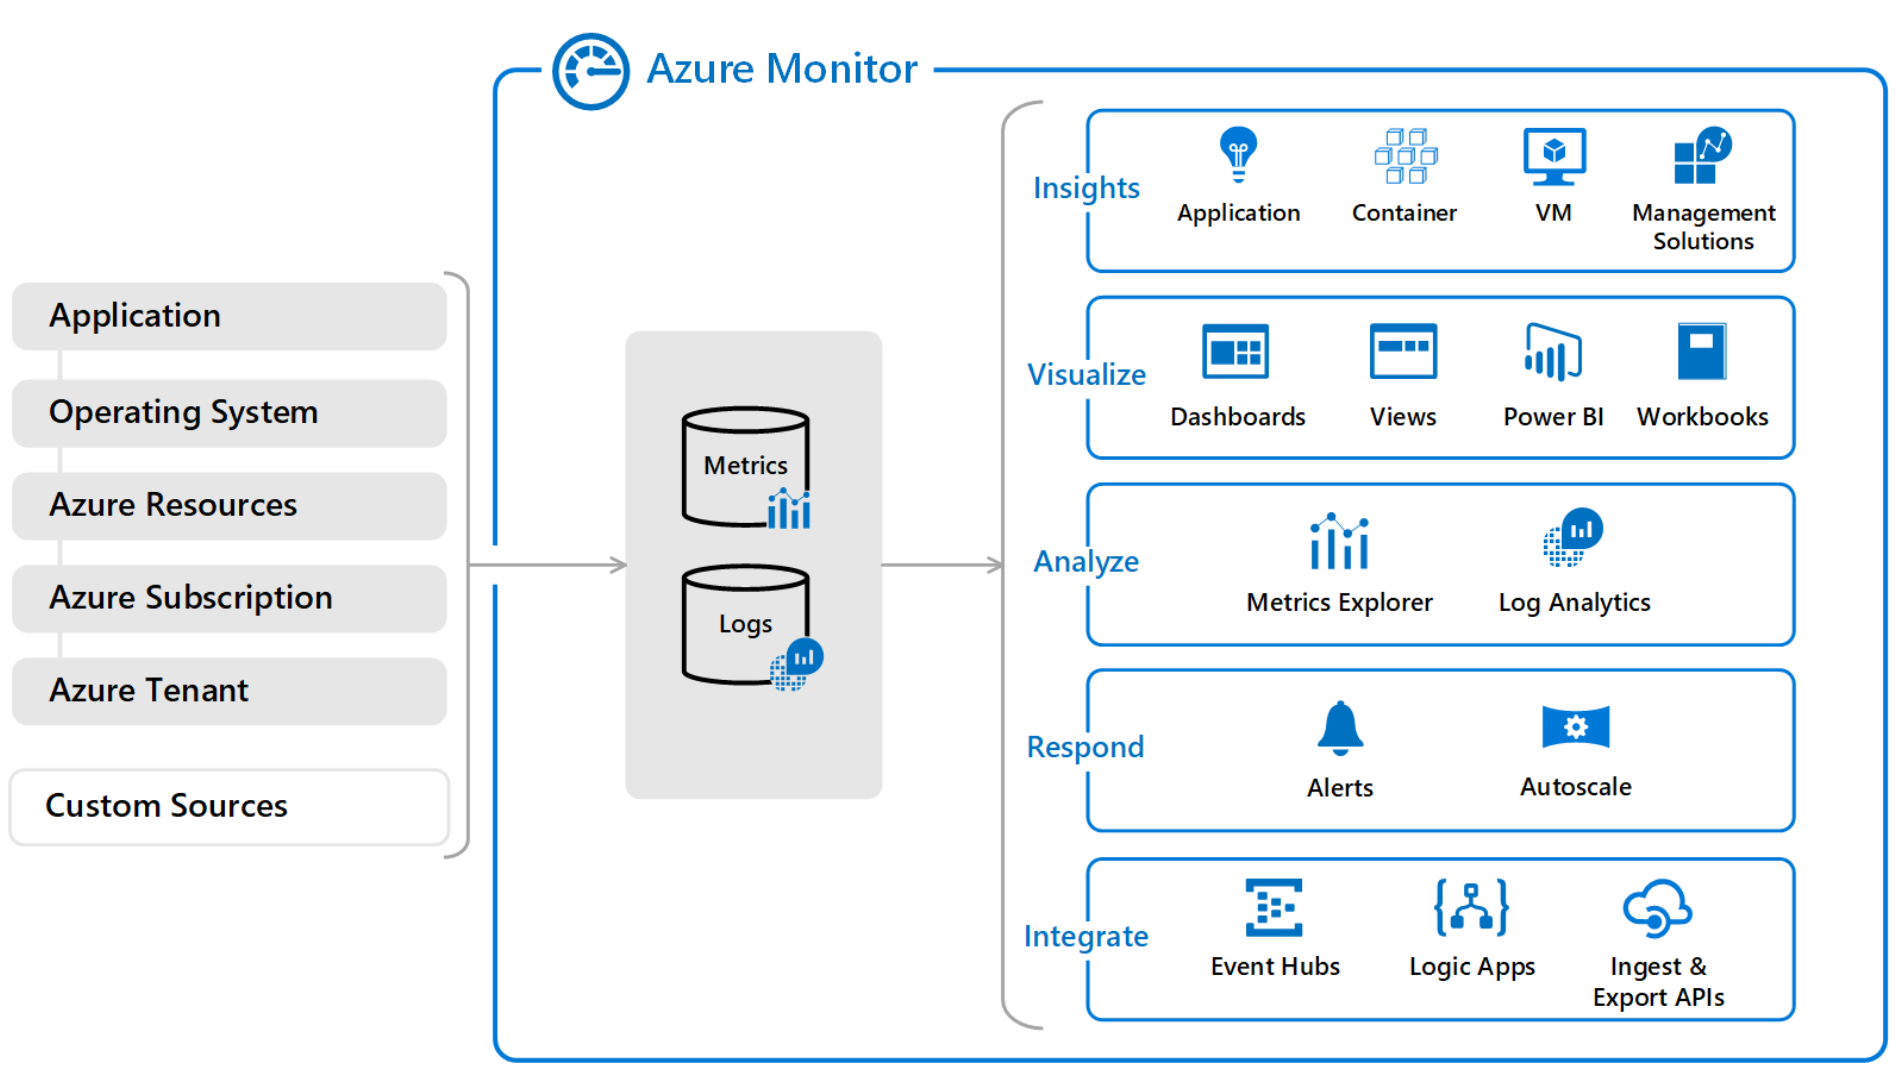 Azure Monitor
Application
Operating System
Azure Resources
Azure Subscription
Azure Tenant
Custom Sources
Metrics
Logs
Insights
Application
Container
VM
Management
Solutions
Visualize
Dashboards
Views
Power BI
Workbooks
Analyze
Metrics Explorer
Log Analytics
Respond
Alerts
Autoscale
Integrate
Event Hubs
Logic Apps
Ingest &
Export APIs